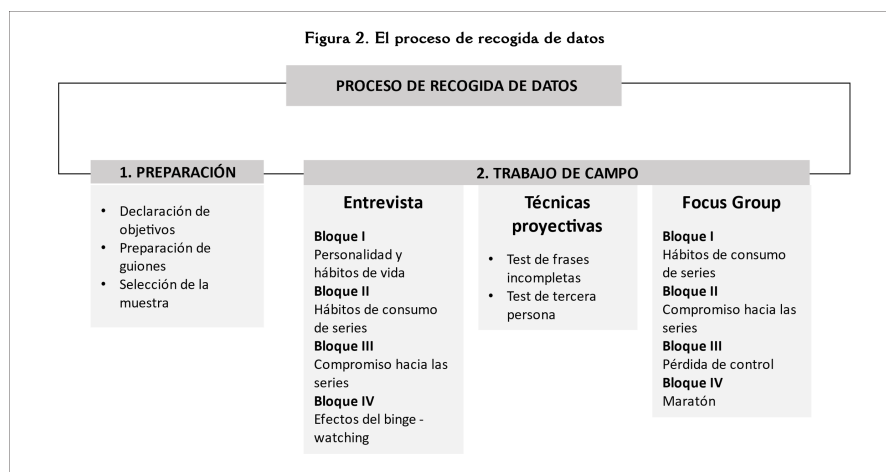 Figura 2. El proceso de recogida de datos
PROCESO DE RECOGIDA DE DATOS
1. PREPARACIÓN
• Declaración de
objetivos
• Preparación de
guiones
• Selección de la
muestra
2. TRABAJO DE CAMPO
Entrevista
Bloque I
Personalidad y
hábitos de vida
Bloque II
Hábitos de consumo
de series
Bloque III
Compromiso hacia las
series
Bloque IV
Efectos del binge -
watching
Técnicas
proyectivas
• Test de frases
incompletas
• Test de tercera
persona
Focus Group
Bloque I
Hábitos de consumo
de series
Bloque II
Compromiso hacia las
series
Bloque III
Pérdida de control
Bloque IV
Maratón